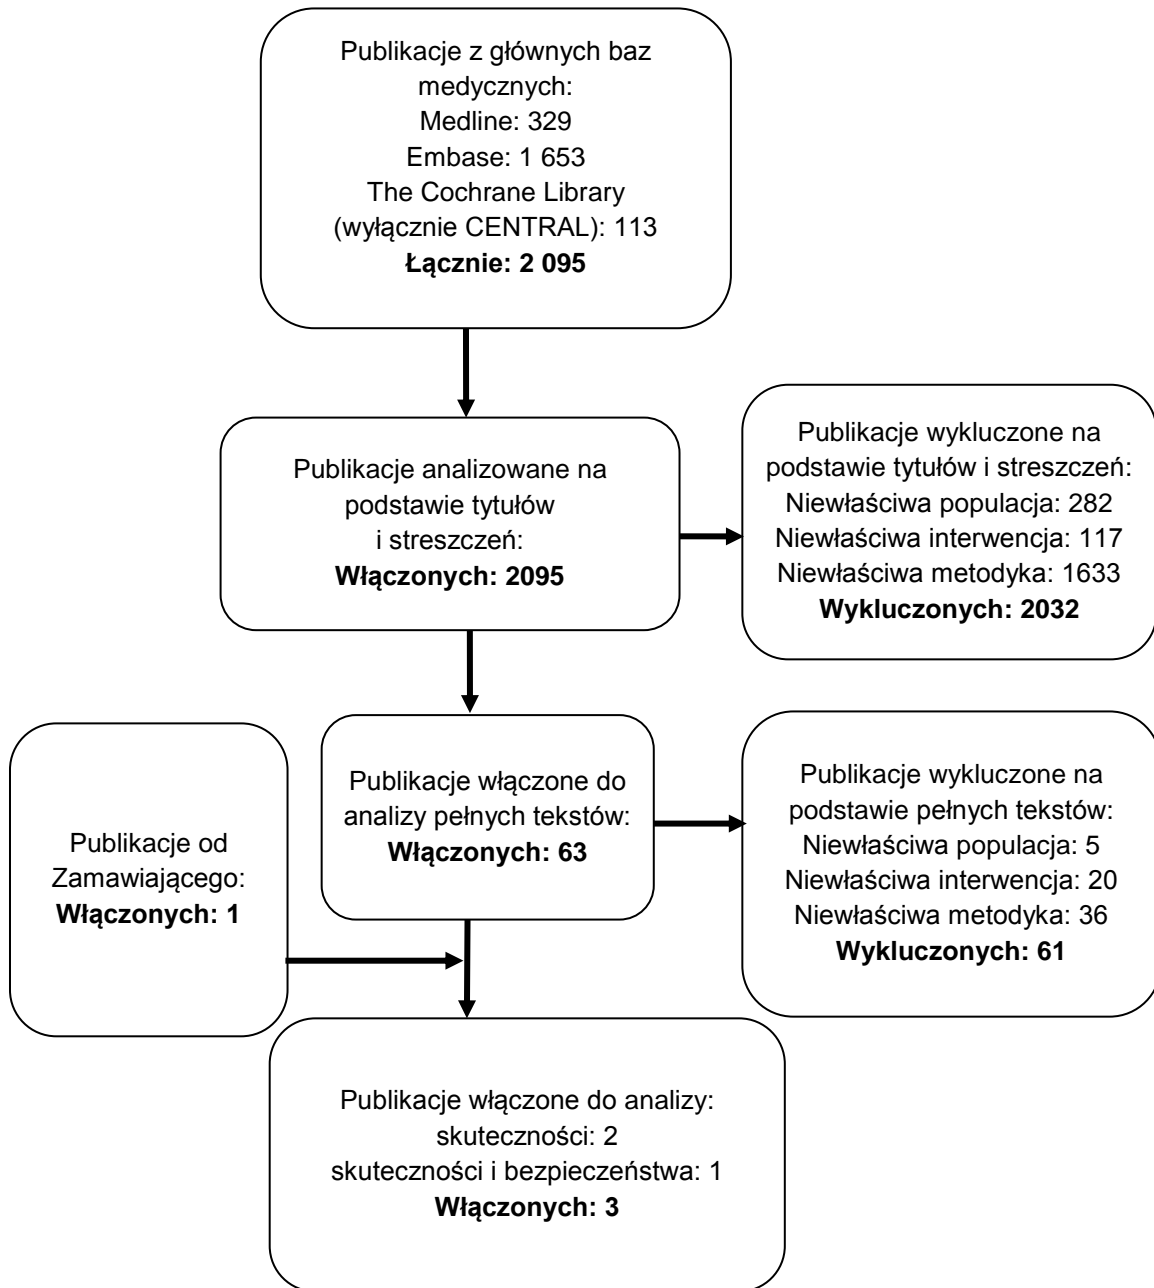 Publikacje z głównych baz
medycznych:
Medline: 329
Embase: 1 653
The Cochrane Library
(wyłącznie CENTRAL): 113
Łącznie: 2 095
Publikacje analizowane na
podstawie tytułów
i streszczeń:
Włączonych: 2095
Publikacje wykluczone na
podstawie tytułów i streszczeń:
Niewłaściwa populacja: 282
Niewłaściwa interwencja: 117
Niewłaściwa metodyka: 1633
Wykluczonych: 2032
Publikacje od
Zamawiającego:
Włączonych: 1
Publikacje włączone do
analizy pełnych tekstów:
Włączonych: 63
Publikacje wykluczone na
podstawie pełnych tekstów:
Niewłaściwa populacja: 5
Niewłaściwa interwencja: 20
Niewłaściwa metodyka: 36
Wykluczonych: 61
Publikacje włączone do analizy:
skuteczności: 2
skuteczności i bezpieczeństwa: 1
Włączonych: 3